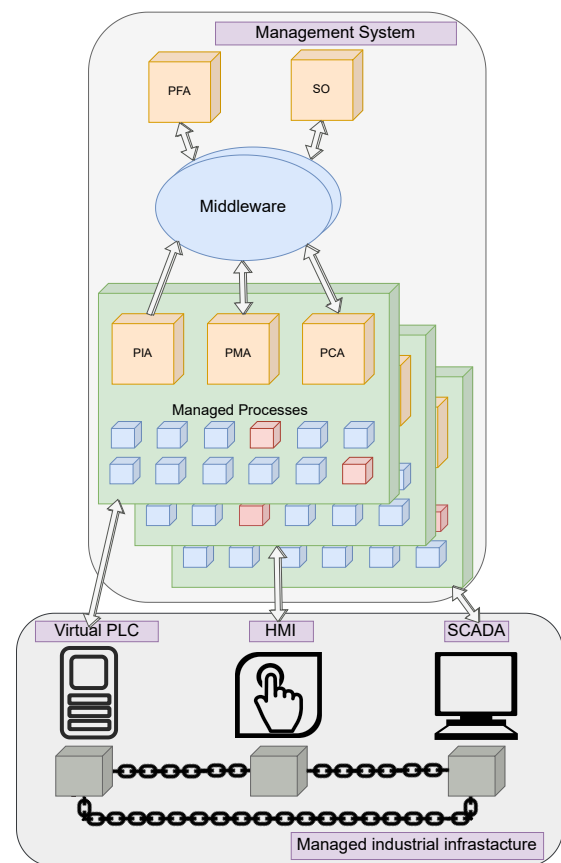 Management System
PFA
SO
Middleware
PIA
PMA
PCA
Managed Processes
Virtual PLC
HMI
SCADA
Managed industrial infrastacture